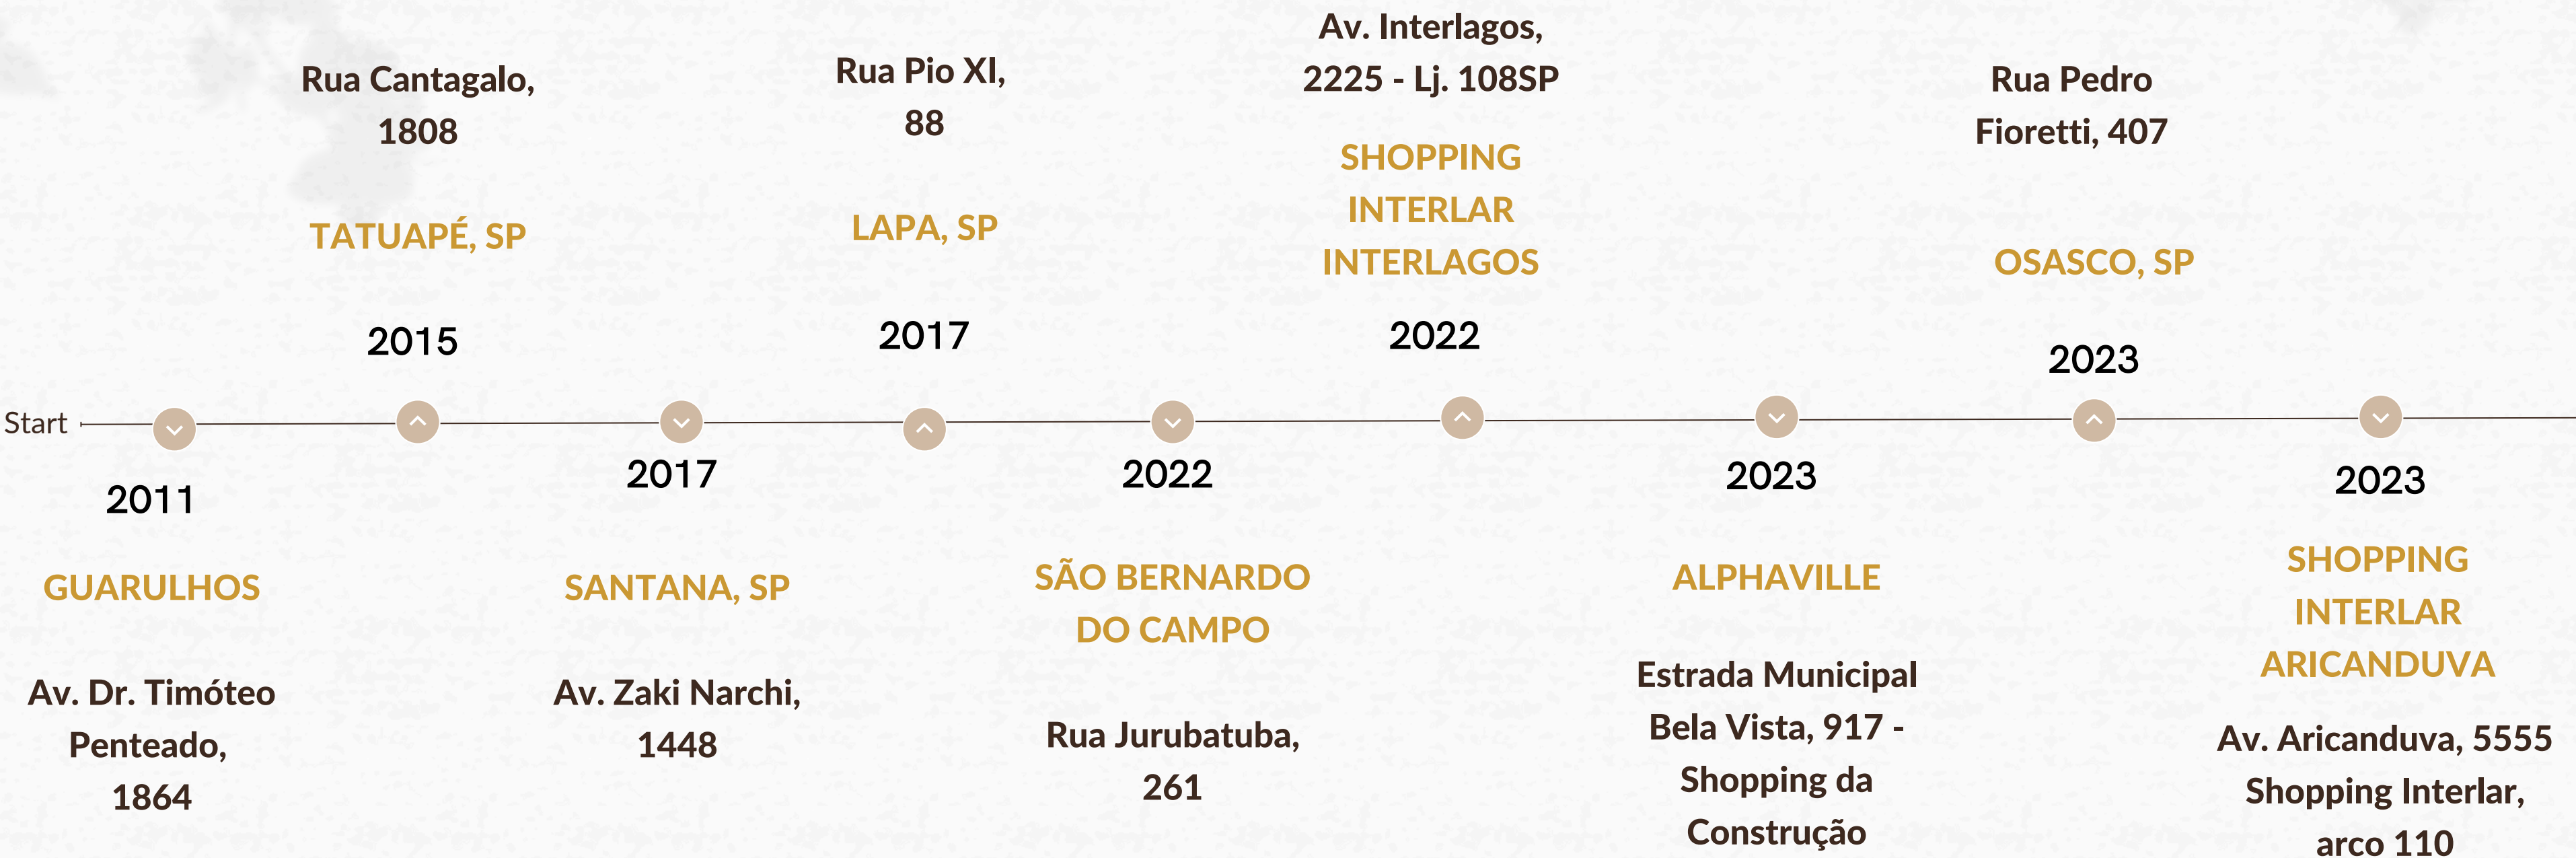 Start
2011
GUARULHOS
Av. Dr. Timóteo
Penteado,
1864
Rua Cantagalo,
1808
TATUAPÉ, SP
2015
2017
SANTANA, SP
Av. Zaki Narchi,
1448
Rua Pio XI,
88
LAPA, SP
2017
2022
SÃO BERNARDO
DO CAMPO
Rua Jurubatuba,
261
Av. Interlagos,
2225 - Lj. 108SP
SHOPPING
INTERLAR
INTERLAGOS
2022
2023
ALPHAVILLE
Estrada Municipal
Bela Vista, 917 -
Shopping da
Construção
Rua Pedro
Fioretti, 407
OSASCO, SP
2023
2023
SHOPPING
INTERLAR
ARICANDUVA
Av. Aricanduva, 5555
Shopping Interlar,
arco 110